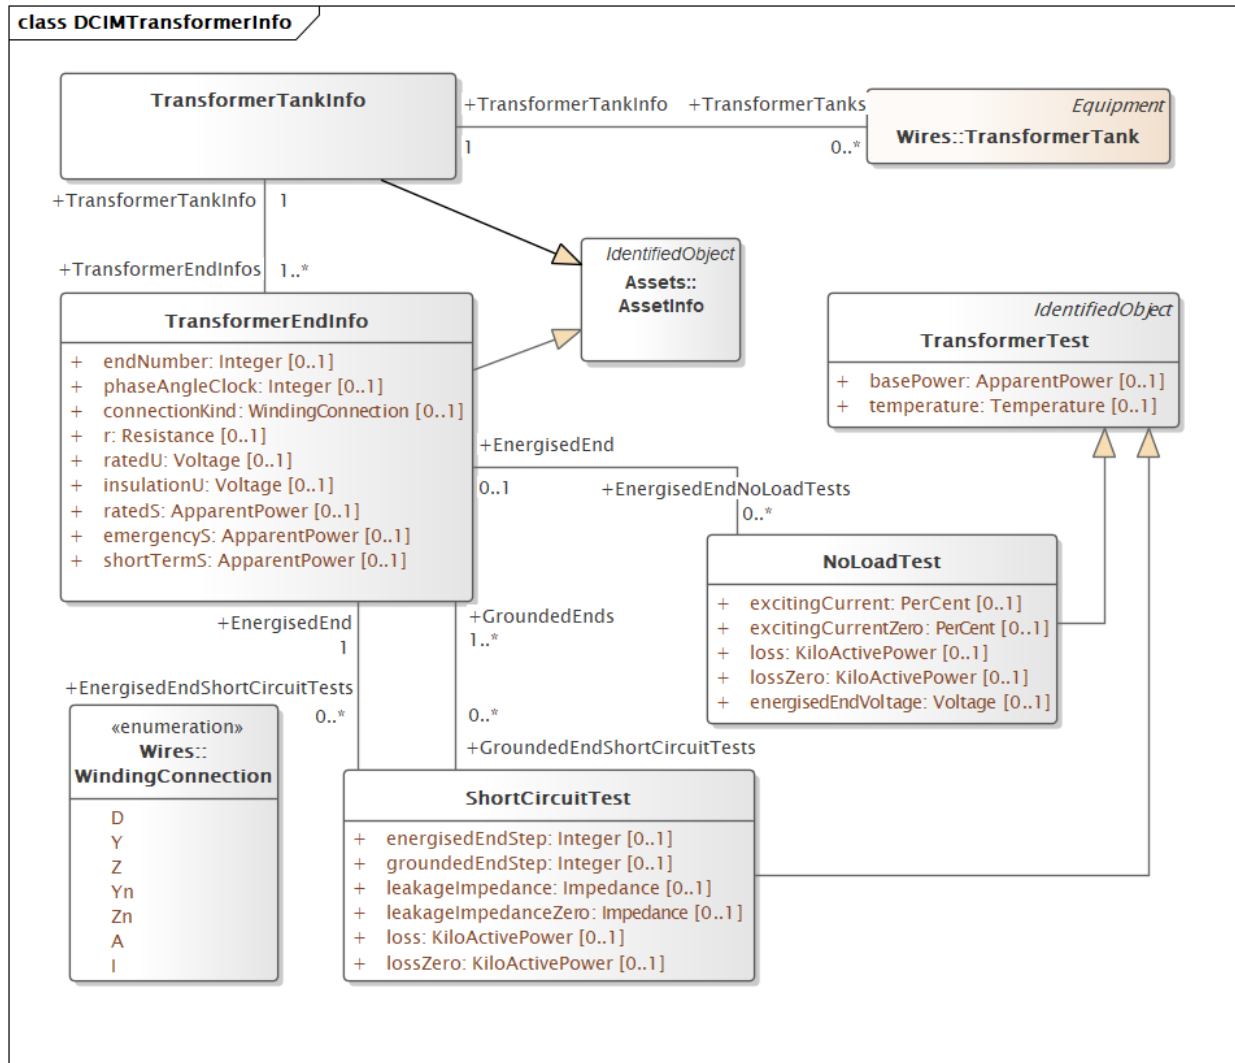 class DCIMTransformerInfo
TransformerTankInfo
+TransformerTankInfo
+TransformerTanks
1
0..*
Equipment
Wires::TransformerTank
+TransformerTankInfo
1
+TransformerEndInfos
1..*
IdentifiedObject
Assets::
AssetInfo
TransformerEndInfo
+ endNumber: Integer [0..1]
+ phaseAngleClock: Integer [0..1]
+ connectionKind: WindingConnection [0..1]
+ r: Resistance [0..1]
+ ratedU: Voltage [0..1]
+ insulationU: Voltage [0..1]
+ ratedS: ApparentPower [0..1]
+ emergencyS: ApparentPower [0..1]
+ shortTermS: ApparentPower [0..1]
IdentifiedObject
TransformerTest
+ basePower: ApparentPower [0..1]
+ temperature: Temperature [0..1]
+EnergisedEnd
0..1
+EnergisedEndNoLoadTests
0..*
NoLoadTest
+ excitingCurrent: PerCent [0..1]
+ excitingCurrentZero: PerCent [0..1]
+ loss: KiloActivePower [0..1]
+ lossZero: KiloActivePower [0..1]
+ energisedEndVoltage: Voltage [0..1]
+EnergisedEnd
1
+GroundedEnds
1..*
+EnergisedEndShortCircuitTests
0..*
0..*
+GroundedEndShortCircuitTests
«enumeration»
Wires::
WindingConnection
D
Y
Z
Yn
Zn
A
I
ShortCircuitTest
+ energisedEndStep: Integer [0..1]
+ groundedEndStep: Integer [0..1]
+ leakageImpedance: Impedance [0..1]
+ leakageImpedanceZero: Impedance [0..1]
+ loss: KiloActivePower [0..1]
+ lossZero: KiloActivePower [0..1]